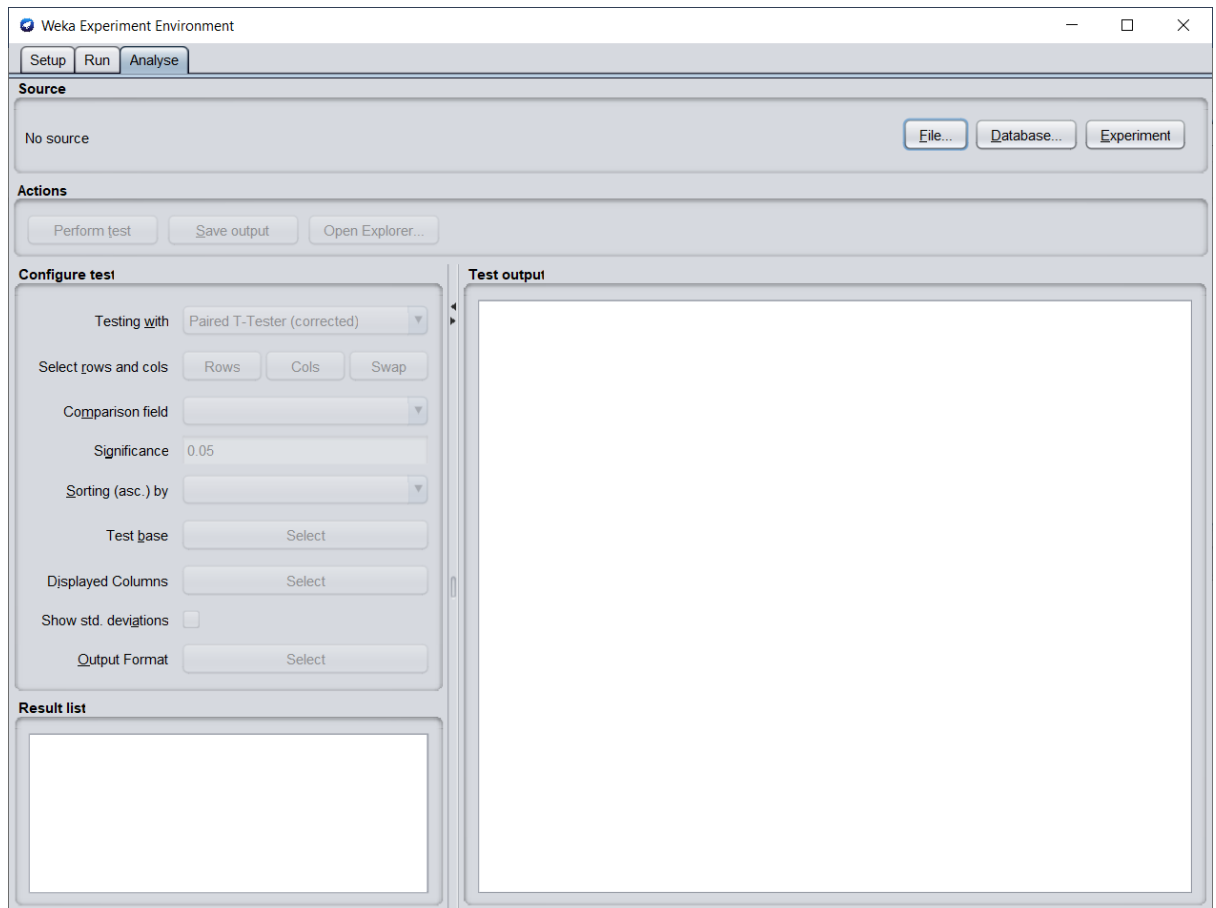 Weka Experiment Environment
Setup Run Analyse
Source
No source File... Database... Experiment
Actions
Perform test Save output Open Explorer...
Configure test
Testing with Paired T-Tester (corrected)
Select rows and cols Rows Cols Swap
Comparison field
Significance 0.05
Sorting (asc.) by
Test base Select
Displayed Columns Select
Show std. deviations
Output Format Select
Result list
Test output